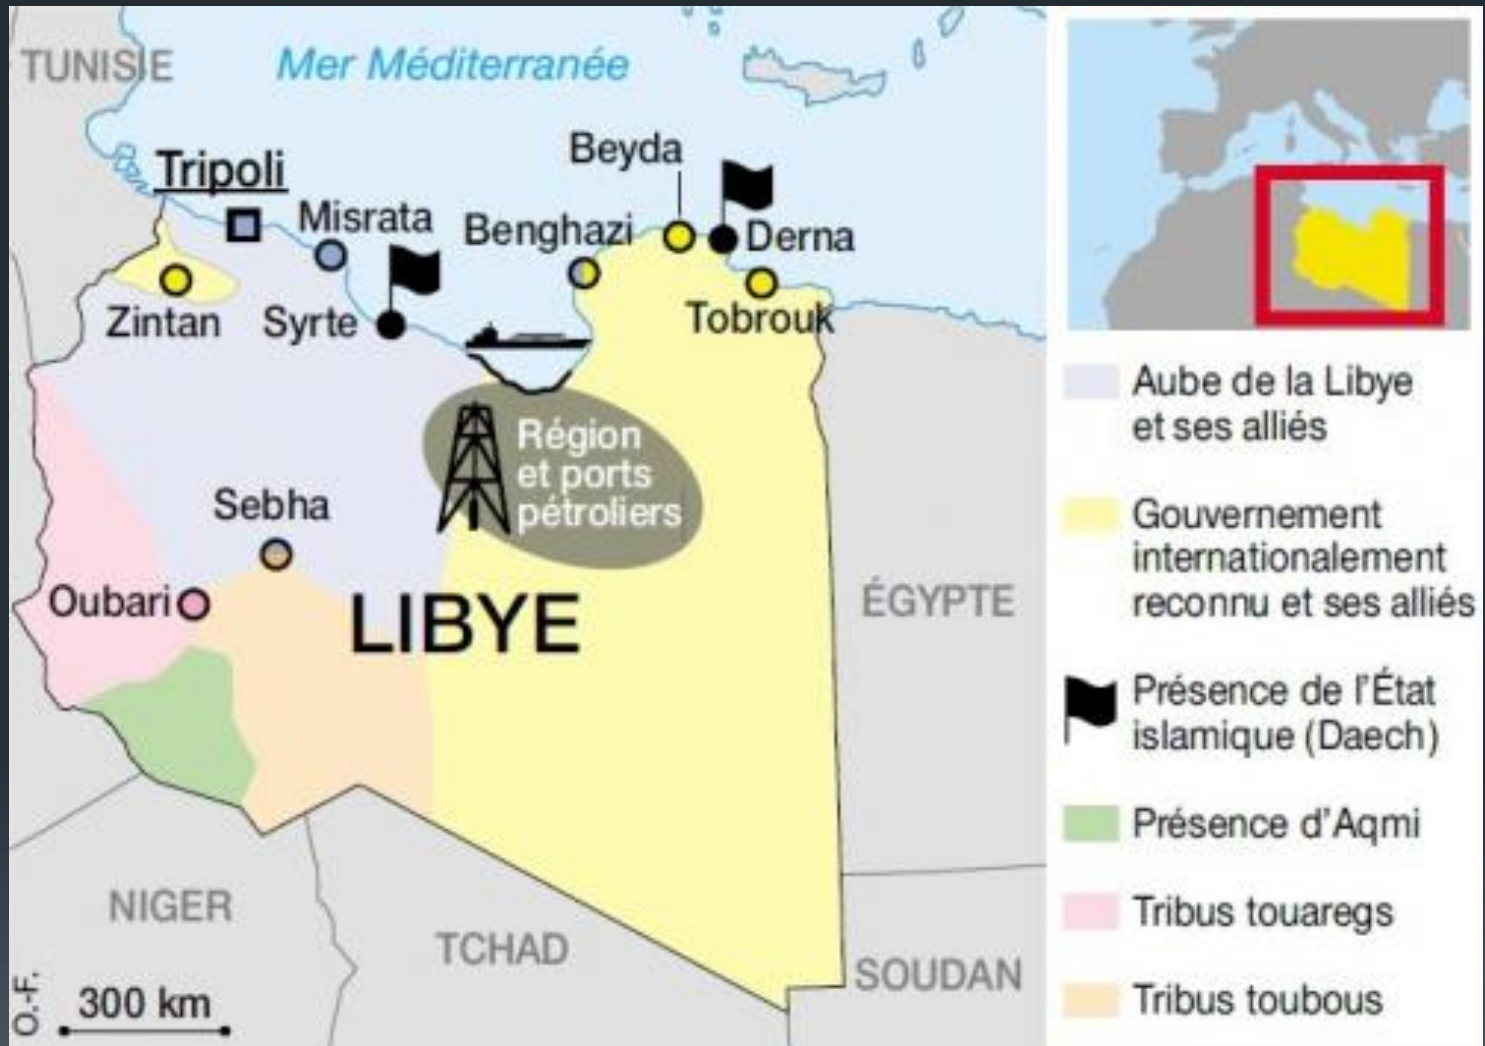 TUNISIE
Mer Méditerranée
Tripoli
Misrata
Zintan
Syrte
Benghazi
Beyda
Derna
Tobrouk
Région
et ports
pétroliers
Sebha
Oubari
LIBYE
ÉGYPTE
NIGER
TCHAD
SOUDAN
O.-F.
300 km
Aube de la Libye
et ses alliés
Gouvernement
internationalement
reconnu et ses alliés
Présence de l'État
islamique (Daech)
Présence d'Aqmi
Tribus touaregs
Tribus toubous